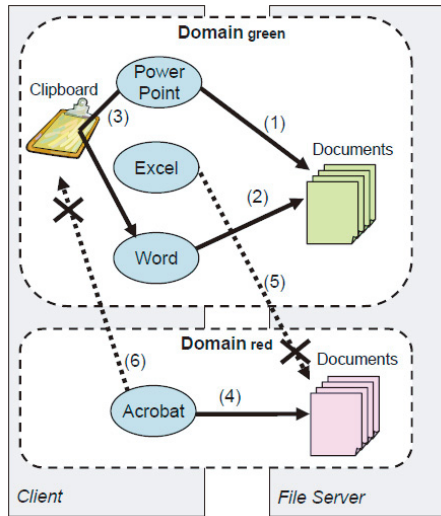 Domain green
Power
Point
Clipboard
(3)
(1)
Documents
Excel
(2)
Word
(5)
Domain red
Documents
(6)
(4)
Acrobat
Client
File Server